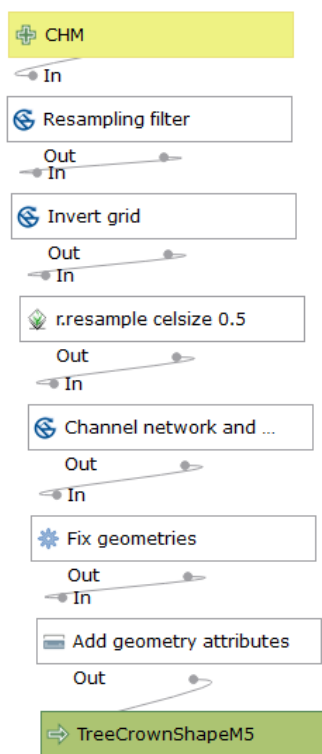 CHM
In
Resampling filter
Out
In
Invert grid
Out
In
r.resample celsize 0.5
Out
In
Channel network and ...
Out
In
Fix geometries
Out
In
Add geometry attributes
Out
TreeCrownShapeM5